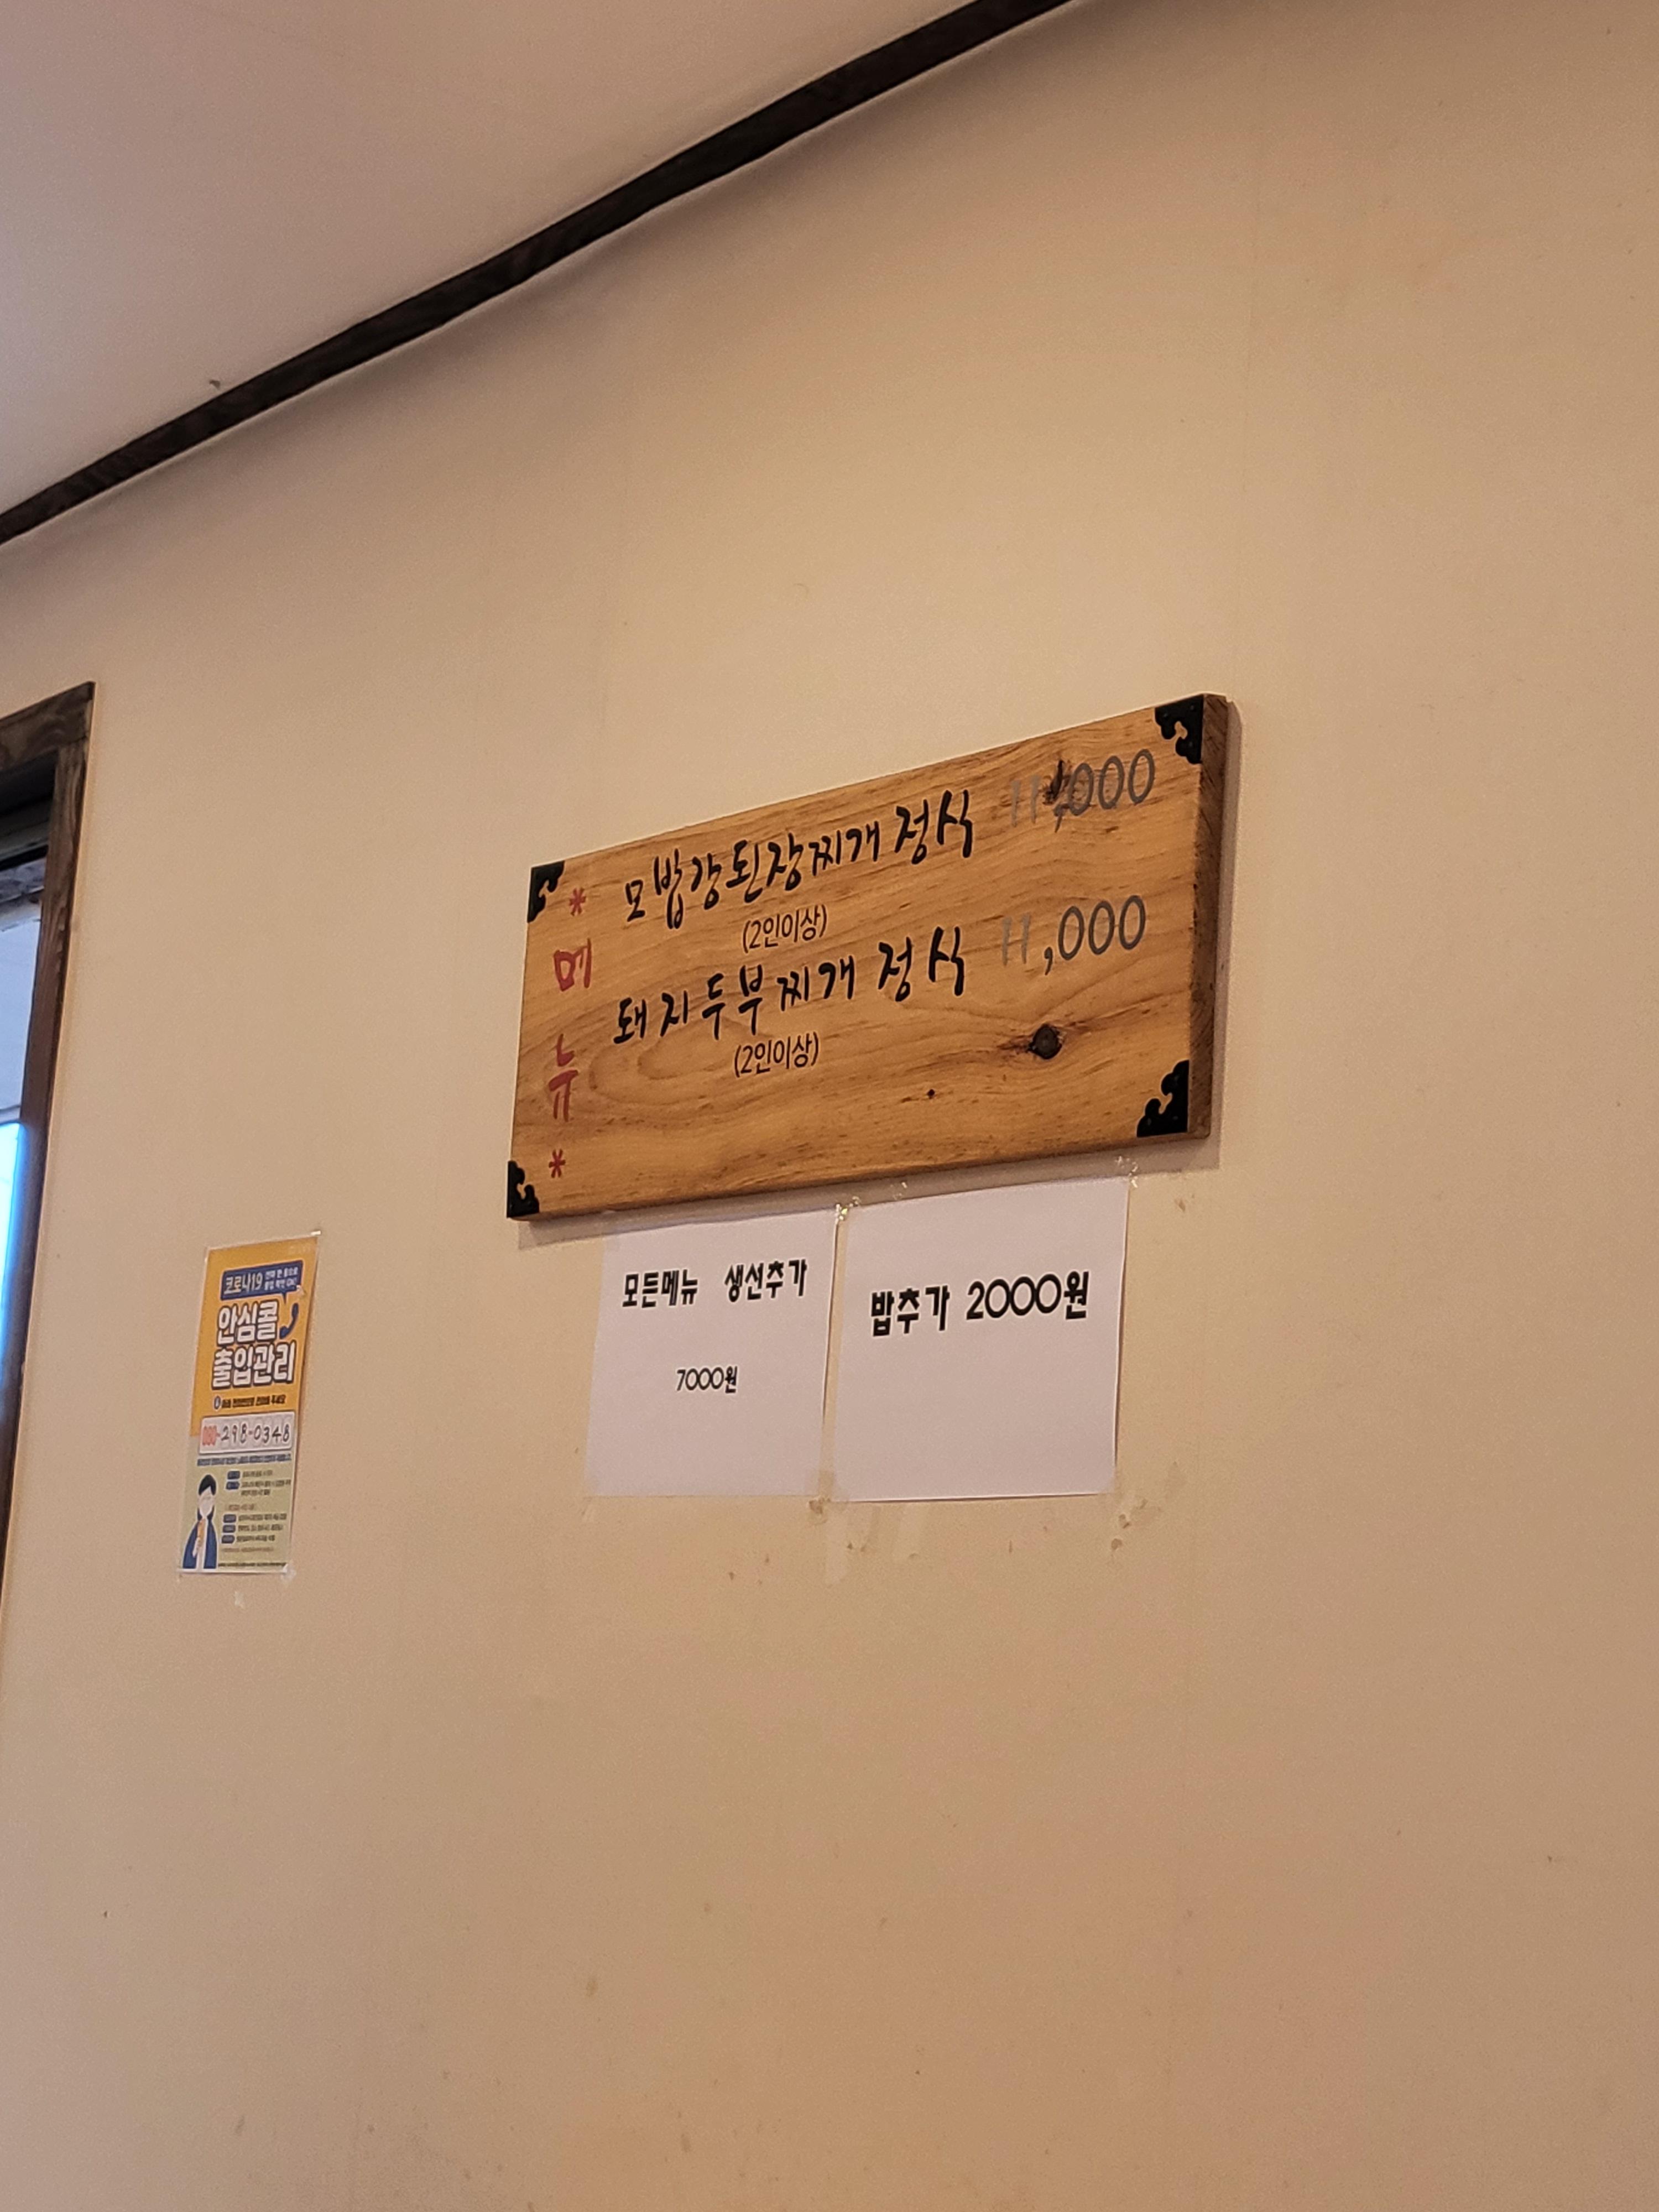 *메뉴*
모밥강된장찌개 정식 11,000
(2인이상)
돼지두부찌개 정식 11,000
(2인이상)
모든메뉴 생선추가
7000원
밥추가 2000원
코로나19
안심콜
출입관리
080-298-0348